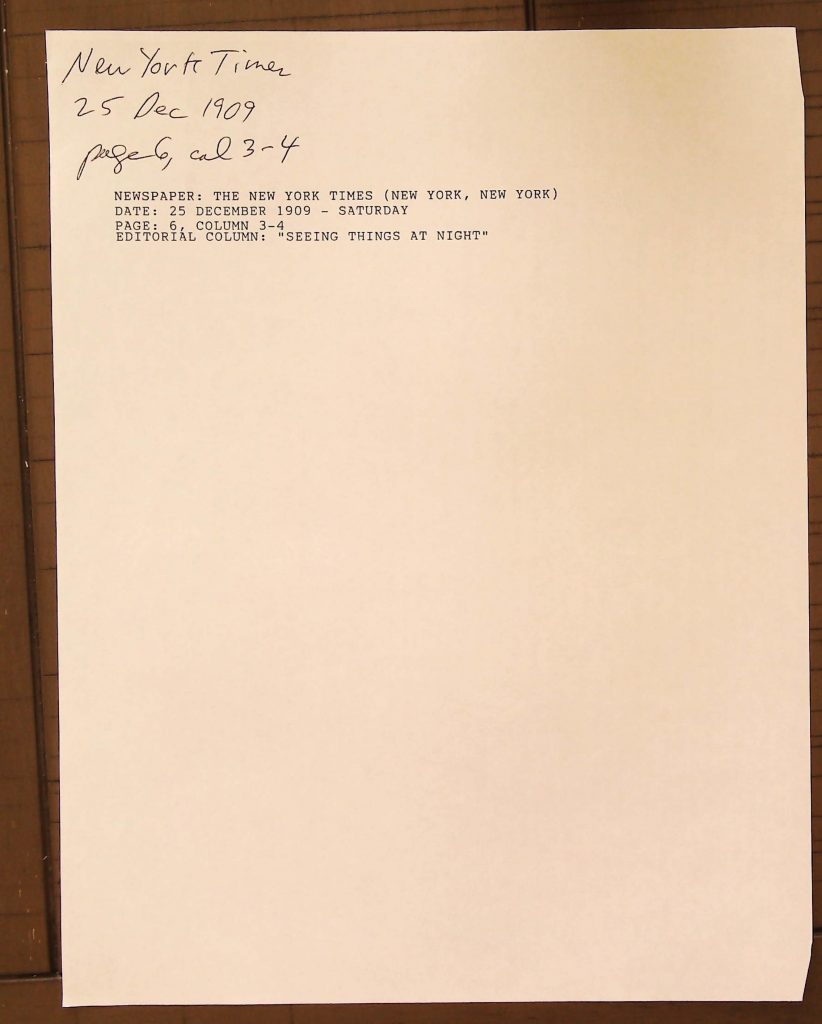 New York Times
25 Dec 1909
page 6, col 3-4
NEWSPAPER: THE NEW YORK TIMES (NEW YORK, NEW YORK)
DATE: 25 DECEMBER 1909 - SATURDAY
PAGE: 6, COLUMN 3-4
EDITORIAL COLUMN: "SEEING THINGS AT NIGHT"